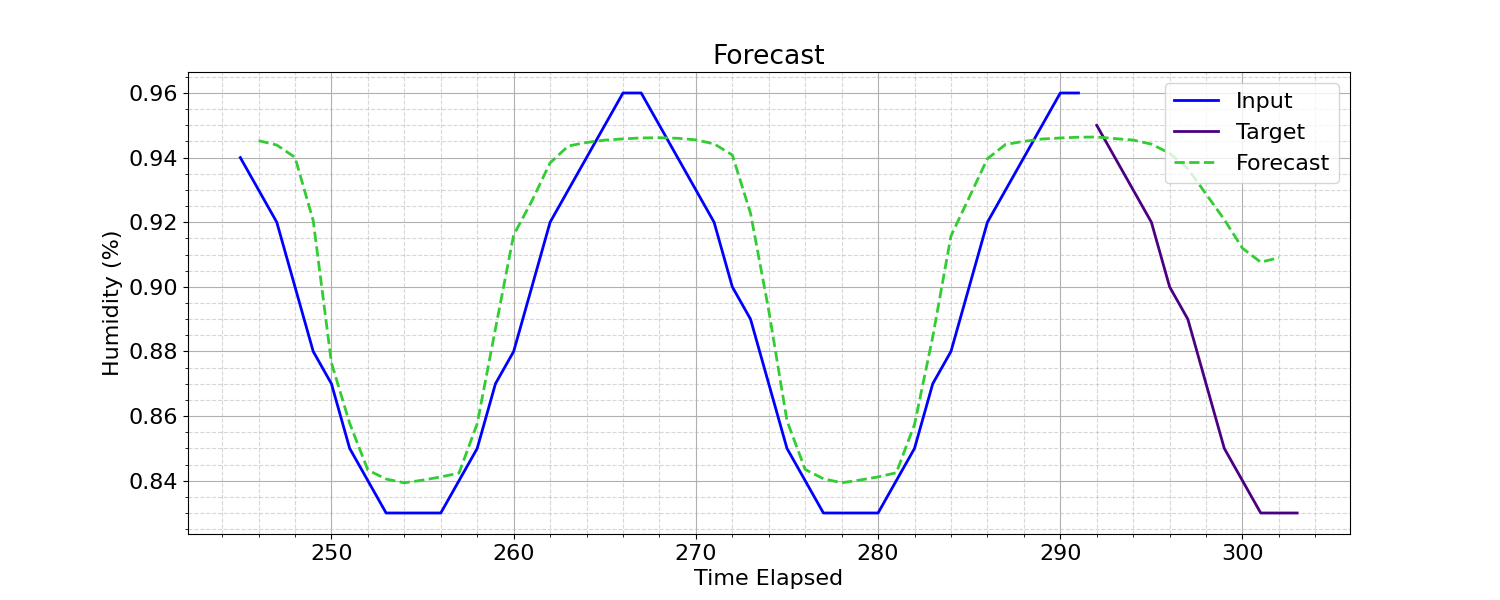 Forecast
Humidity (%)
0.96
0.94
0.92
0.90
0.88
0.86
0.84
Input
Target
Forecast
250 260 270 280 290 300
Time Elapsed